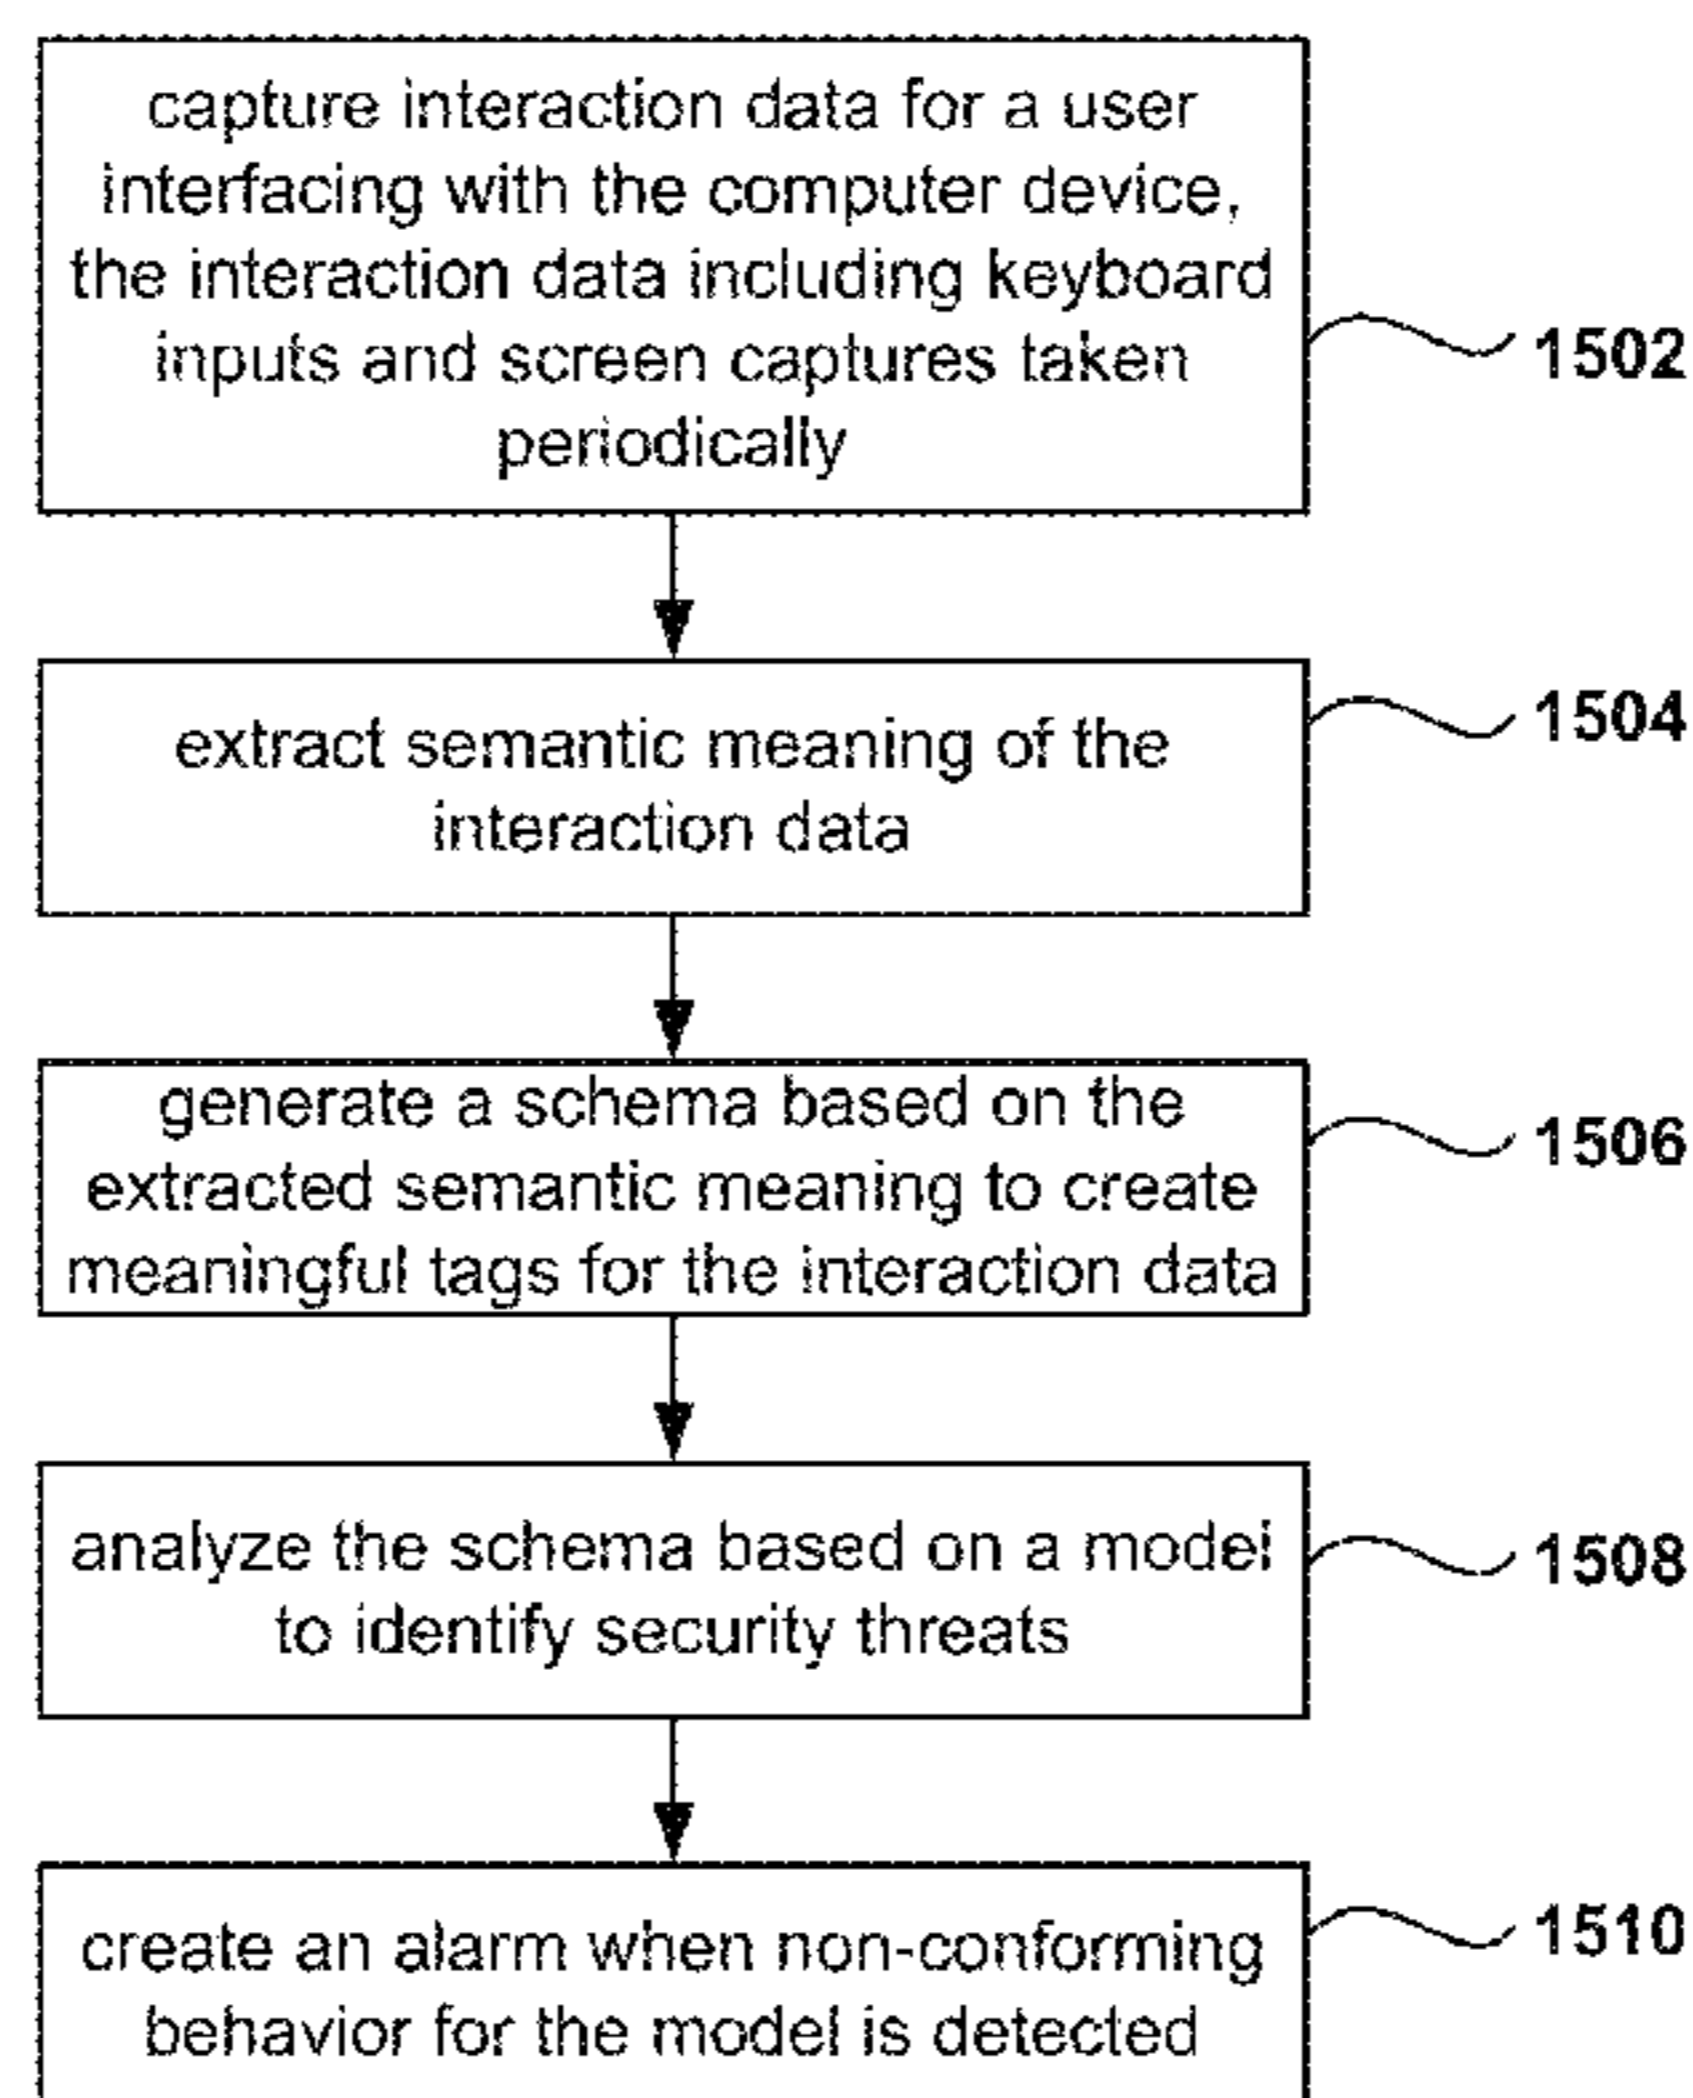 capture interaction data for a user
interfacing with the computer device,
the interaction data including keyboard
inputs and screen captures taken
periodically
1502
extract semantic meaning of the
interaction data
1504
generate a schema based on the
extracted semantic meaning to create
meaningful tags for the interaction data
1506
analyze the schema based on a model
to identify security threats
1508
create an alarm when non-conforming
behavior for the model is detected
1510